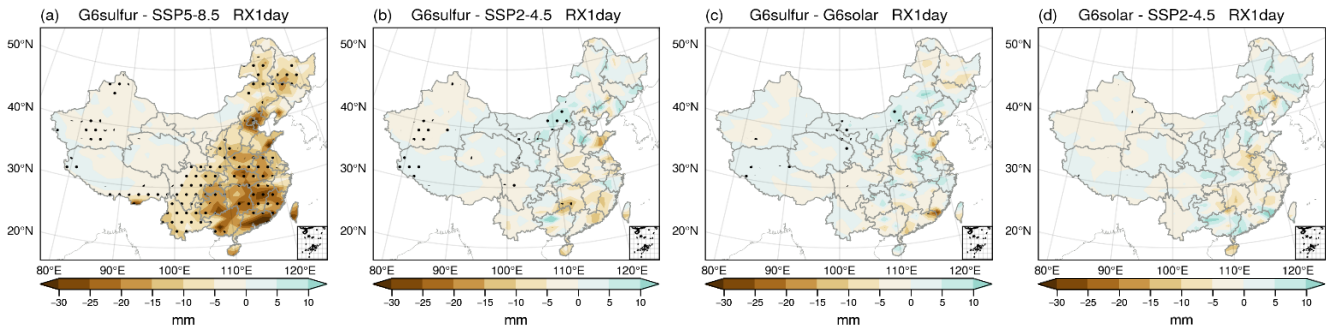 (a) G6sulfur - SSP5-8.5 RX1day
(b) G6sulfur - SSP2-4.5 RX1day
(c) G6sulfur - G6solar RX1day
(d) G6solar - SSP2-4.5 RX1day
50°N
40°N
30°N
20°N
80°E 90°E 100°E 110°E 120°E
50°N
40°N
30°N
20°N
80°E 90°E 100°E 110°E 120°E
50°N
40°N
30°N
20°N
80°E 90°E 100°E 110°E 120°E
50°N
40°N
30°N
20°N
80°E 90°E 100°E 110°E 120°E
−30 −25 −20 −15 −10 −5 0 5 10
mm
−30 −25 −20 −15 −10 −5 0 5 10
mm
−30 −25 −20 −15 −10 −5 0 5 10
mm
−30 −25 −20 −15 −10 −5 0 5 10
mm